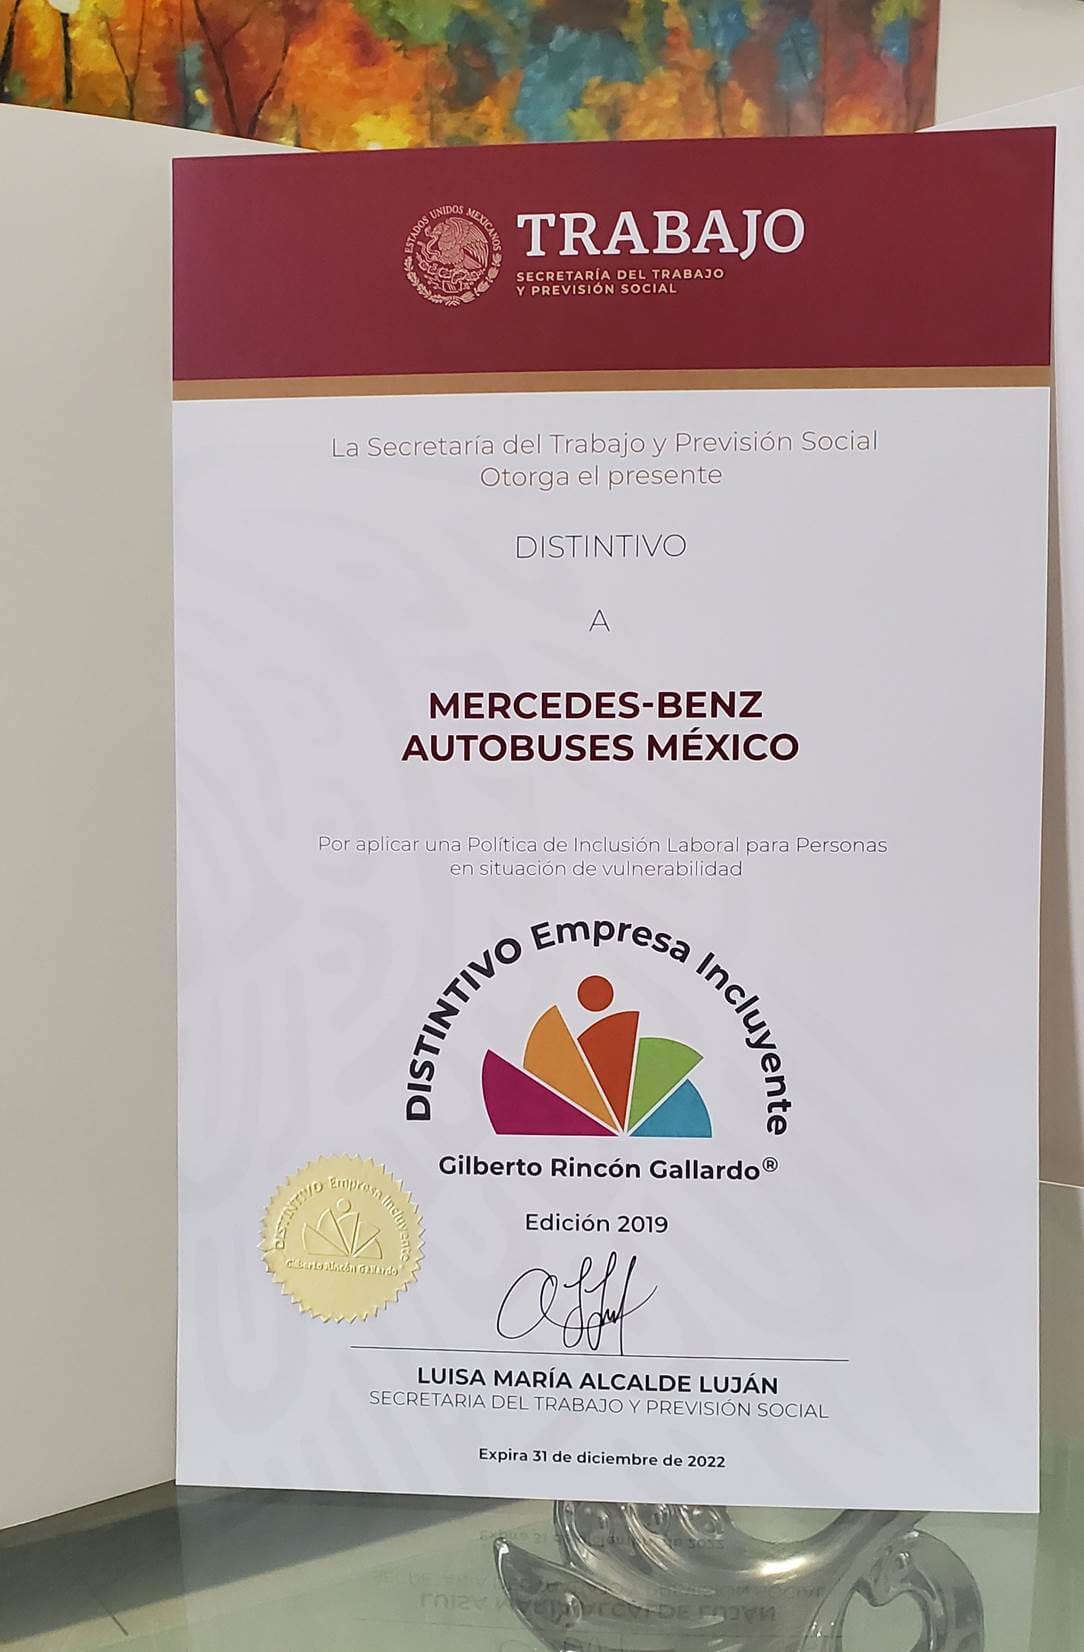 ESTADOS UNIDOS MEXICANOS
TRABAJO
SECRETARÍA DEL TRABAJO
Y PREVISIÓN SOCIAL
La Secretaría del Trabajo y Previsión Social
Otorga el presente
DISTINTIVO
A
MERCEDES-BENZ
AUTOBUSES MÉXICO
Por aplicar una Política de Inclusión Laboral para Personas
en situación de vulnerabilidad
DISTINTIVO Empresa Incluyente
Gilberto Rincón Gallardo®
DISTINTIVO Empresa Incluyente
Gilberto Rincón Gallardo
Edición 2019
LUISA MARÍA ALCALDE LUJÁN
SECRETARIA DEL TRABAJO Y PREVISIÓN SOCIAL
Expira 31 de diciembre de 2022